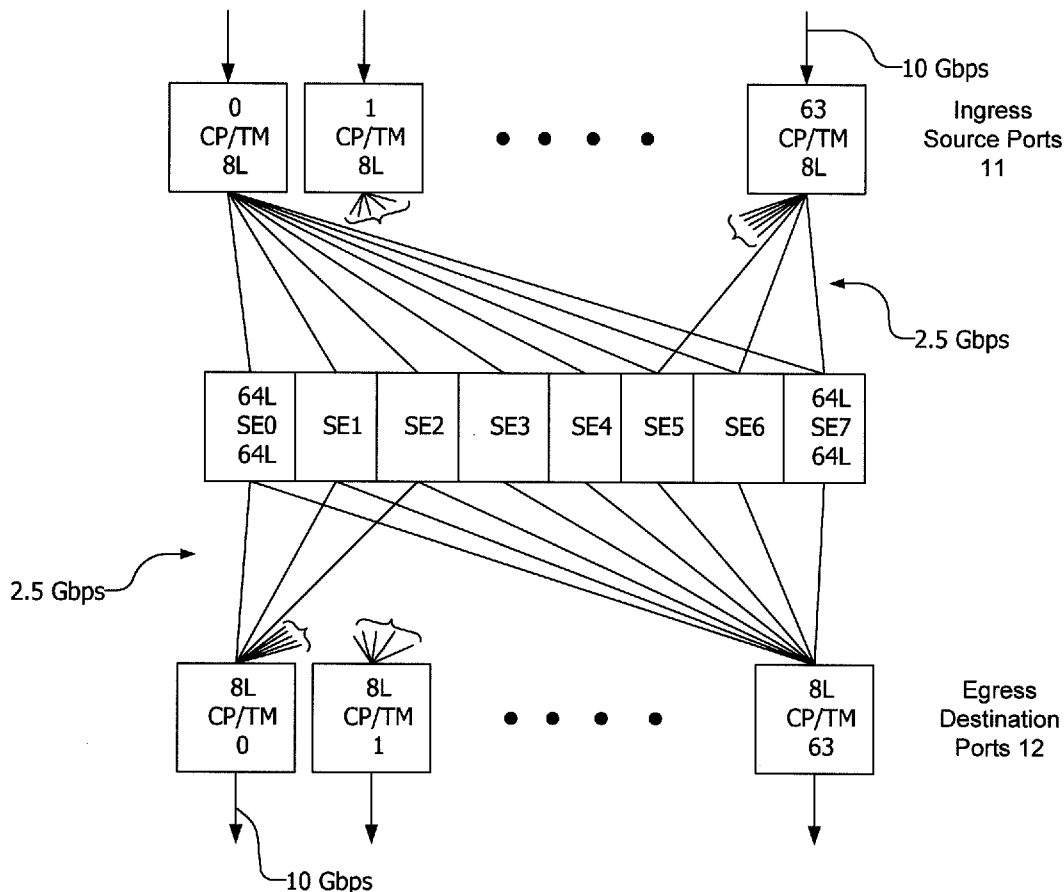 10 Gbps
0
CP/TM
8L
1
CP/TM
8L
63
CP/TM
8L
Ingress
Source Ports
11
2.5 Gbps
64L
SE0
64L
SE1
SE2
SE3
SE4
SE5
SE6
64L
SE7
64L
2.5 Gbps
8L
CP/TM
0
8L
CP/TM
1
8L
CP/TM
63
Egress
Destination
Ports 12
10 Gbps